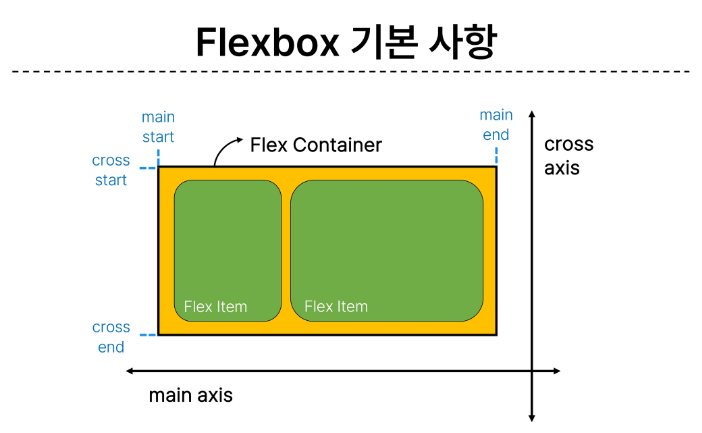 Flexbox 기본 사항
main
start
main
end
Flex Container
cross
axis
cross
start
Flex Item
Flex Item
cross
end
main axis